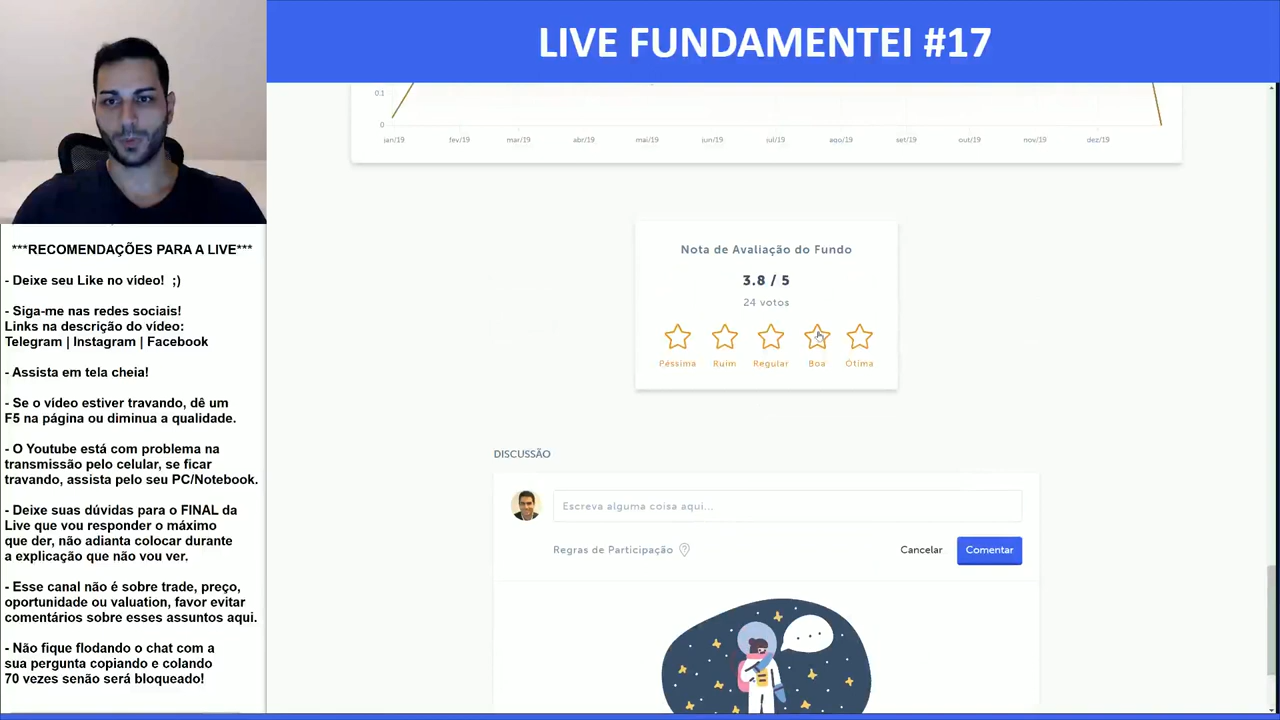 LIVE FUNDAMENTEI #17
0.1
0
jan/19 fev/19 mar/19 abr/19 mai/19 jun/19 jul/19 ago/19 set/19 out/19 nov/19 dez/19
***RECOMENDAÇÕES PARA A LIVE***
- Deixe seu Like no vídeo!  ;)
- Siga-me nas redes sociais!
Links na descrição do vídeo:
Telegram | Instagram | Facebook
- Assista em tela cheia!
- Se o vídeo estiver travando, dê um
F5 na página ou diminua a qualidade.
- O Youtube está com problema na
transmissão pelo celular, se ficar
travando, assista pelo seu PC/Notebook.
- Deixe suas dúvidas para o FINAL da
Live que vou responder o máximo
que der, não adianta colocar durante
a explicação que não vou ver.
- Esse canal não é sobre trade, preço,
oportunidade ou valuation, favor evitar
comentários sobre esses assuntos aqui.
- Não fique flodando o chat com a
sua pergunta copiando e colando
70 vezes senão será bloqueado!
Nota de Avaliação do Fundo
3.8 / 5
24 votos
Péssima Ruim Regular Boa Ótima
DISCUSSÃO
Escreva alguma coisa aqui...
Regras de Participação
Cancelar
Comentar